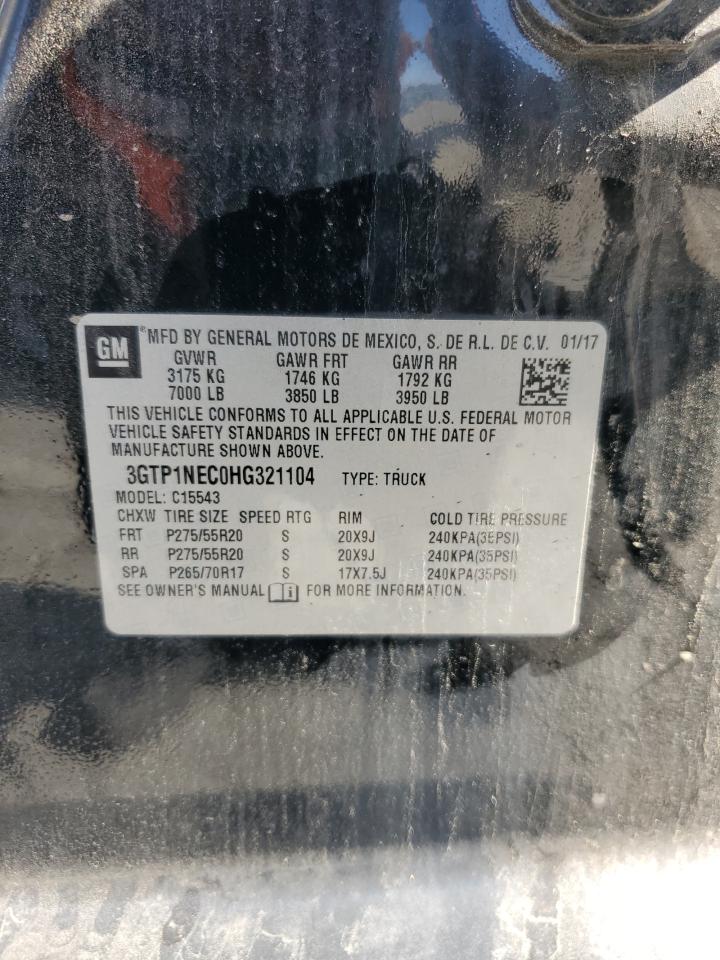 GM ® MFD BY GENERAL MOTORS DE MEXICO, S. DE R.L. DE C.V. 01/17
GVWR GAWR FRT GAWR RR
3175 KG 1746 KG 1792 KG
7000 LB 3850 LB 3950 LB
THIS VEHICLE CONFORMS TO ALL APPLICABLE U.S. FEDERAL MOTOR
VEHICLE SAFETY STANDARDS IN EFFECT ON THE DATE OF
MANUFACTURE SHOWN ABOVE.
3GTP1NEC0HG321104 TYPE: TRUCK
MODEL: C15543
CHXW TIRE SIZE SPEED RTG RIM COLD TIRE PRESSURE
FRT P275/55R20 S 20X9J 240KPA(35PSI)
RR P275/55R20 S 20X9J 240KPA(35PSI)
SPA P265/70R17 S 17X7.5J 240KPA(35PSI)
SEE OWNER'S MANUAL i FOR MORE INFORMATION.